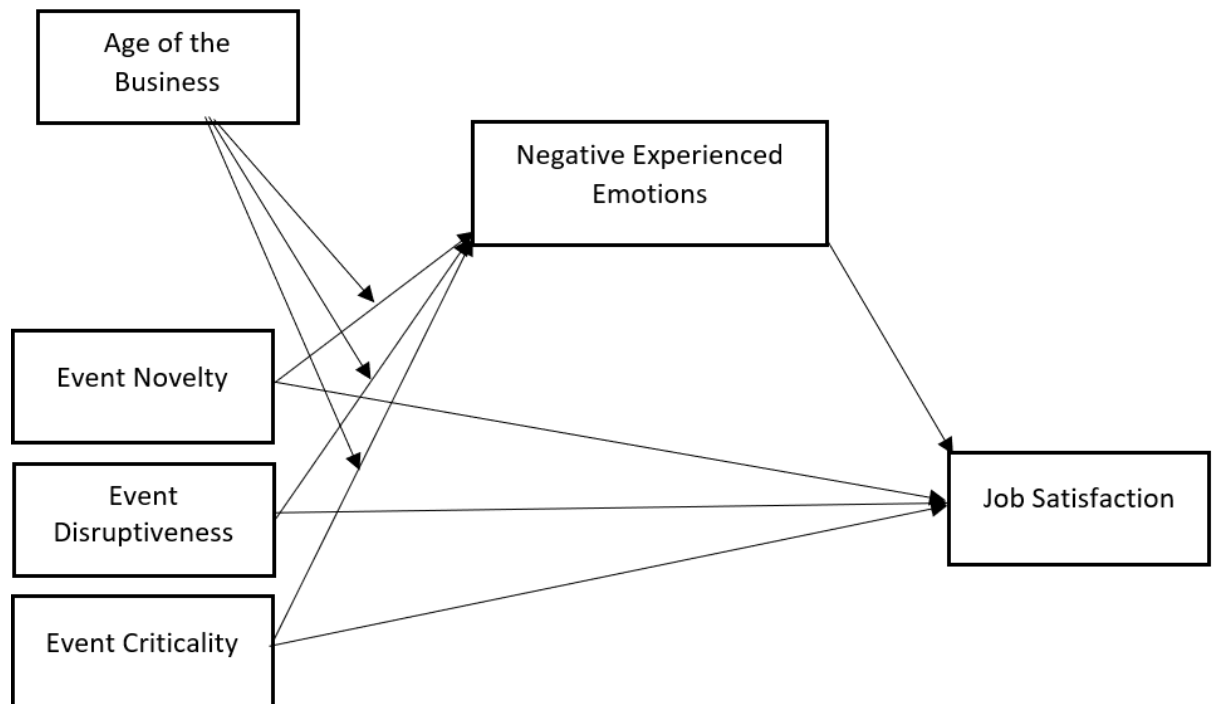 Age of the
Business
Negative Experienced
Emotions
Event Novelty
Event
Disruptiveness
Job Satisfaction
Event Criticality